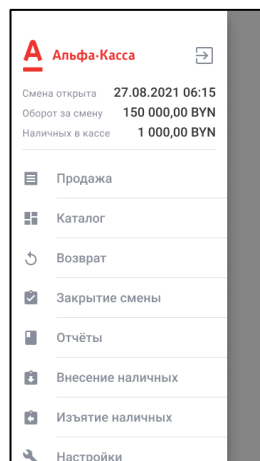 Альфа·Касса
Смена открыта 27.08.2021 06:15
Оборот за смену 150 000,00 BYN
Наличных в кассе 1 000,00 BYN
Продажа
Каталог
Возврат
Закрытие смены
Отчёты
Внесение наличных
Изъятие наличных
Настройки